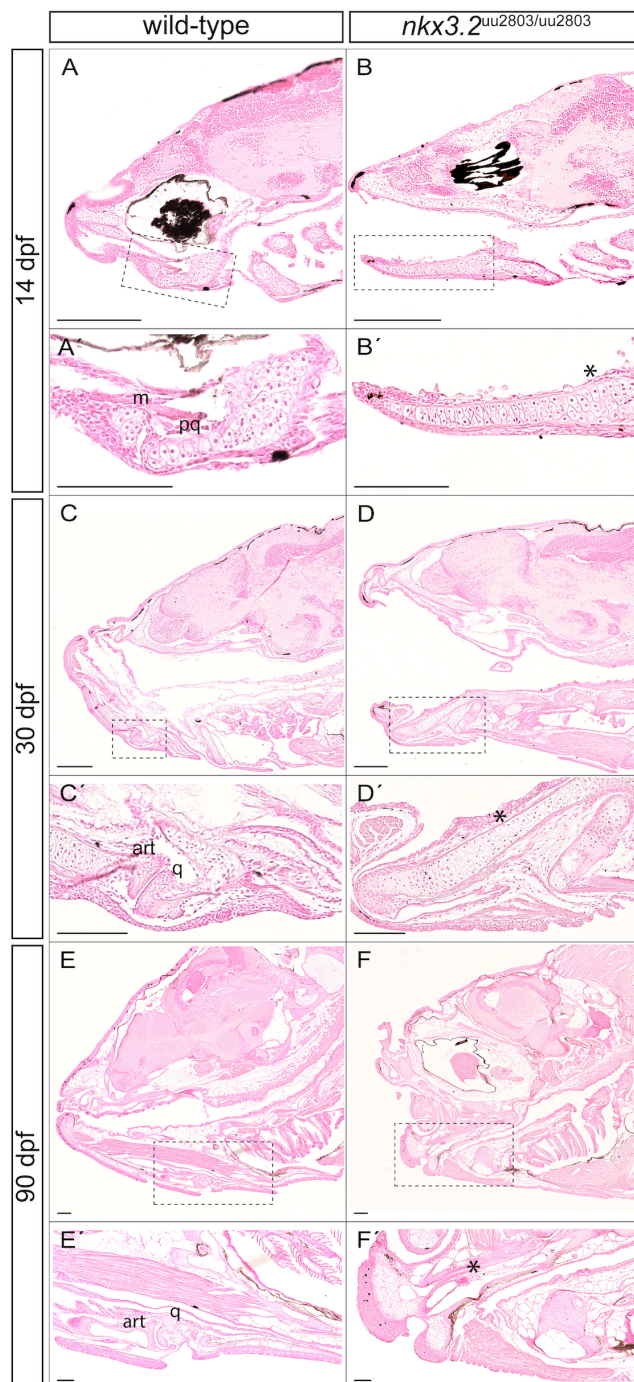 wild-type
nkx3.2uu2803/uu2803
14 dpf
A
B
A´
m
pq
B´
*
30 dpf
C
D
C´
art
q
D´
*
90 dpf
E
F
E´
art
q
F´
*